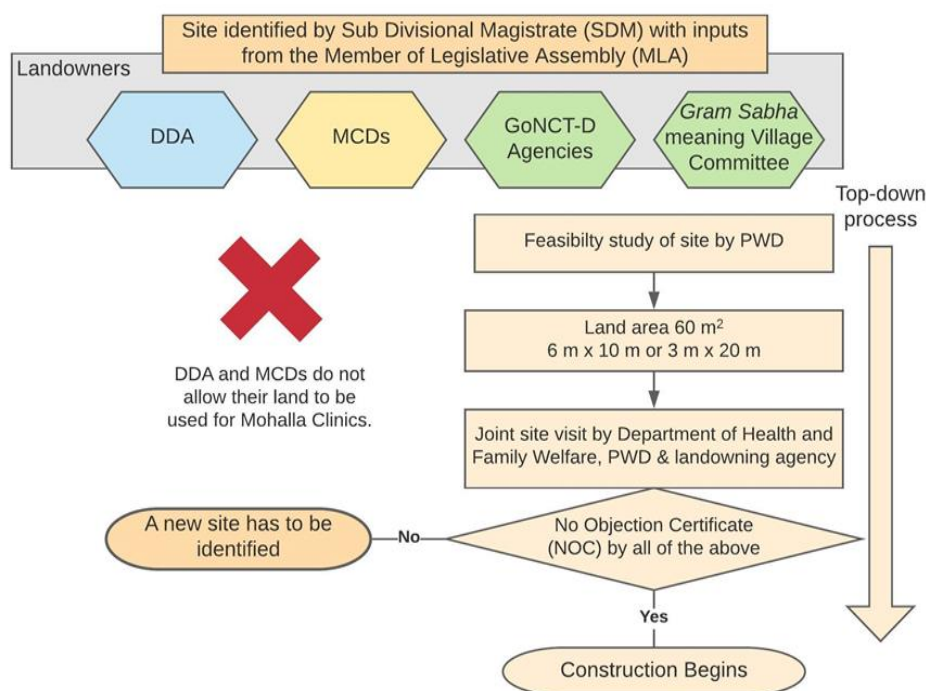 Site identified by Sub Divisional Magistrate (SDM) with inputs
from the Member of Legislative Assembly (MLA)
Landowners
DDA
MCDs
GoNCT-D
Agencies
Gram Sabha
meaning Village
Committee
Top-down
process
Feasibilty study of site by PWD
Land area 60 m²
6 m x 10 m or 3 m x 20 m
DDA and MCDs do not
allow their land to be
used for Mohalla Clinics.
Joint site visit by Department of Health and
Family Welfare, PWD & landowning agency
A new site has to be
identified
No
No Objection Certificate
(NOC) by all of the above
Yes
Construction Begins